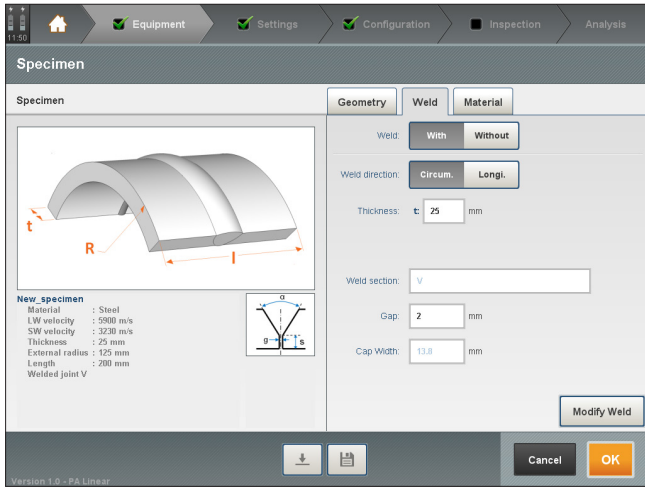 11:50
Equipment
Settings
Configuration
Inspection
Analysis
Specimen
Specimen
t
R
l
New_specimen
Material : Steel
LW velocity : 5900 m/s
SW velocity : 3230 m/s
Thickness : 25 mm
External radius : 125 mm
Length : 200 mm
Welded joint V
α
g
s
Geometry
Weld
Material
Weld: With Without
Weld direction: Circum. Longi.
Thickness: t: 25 mm
Weld section: V
Gap: 2 mm
Cap Width: 13.8 mm
Modify Weld
Cancel
OK
Version 1.0 - PA Linear